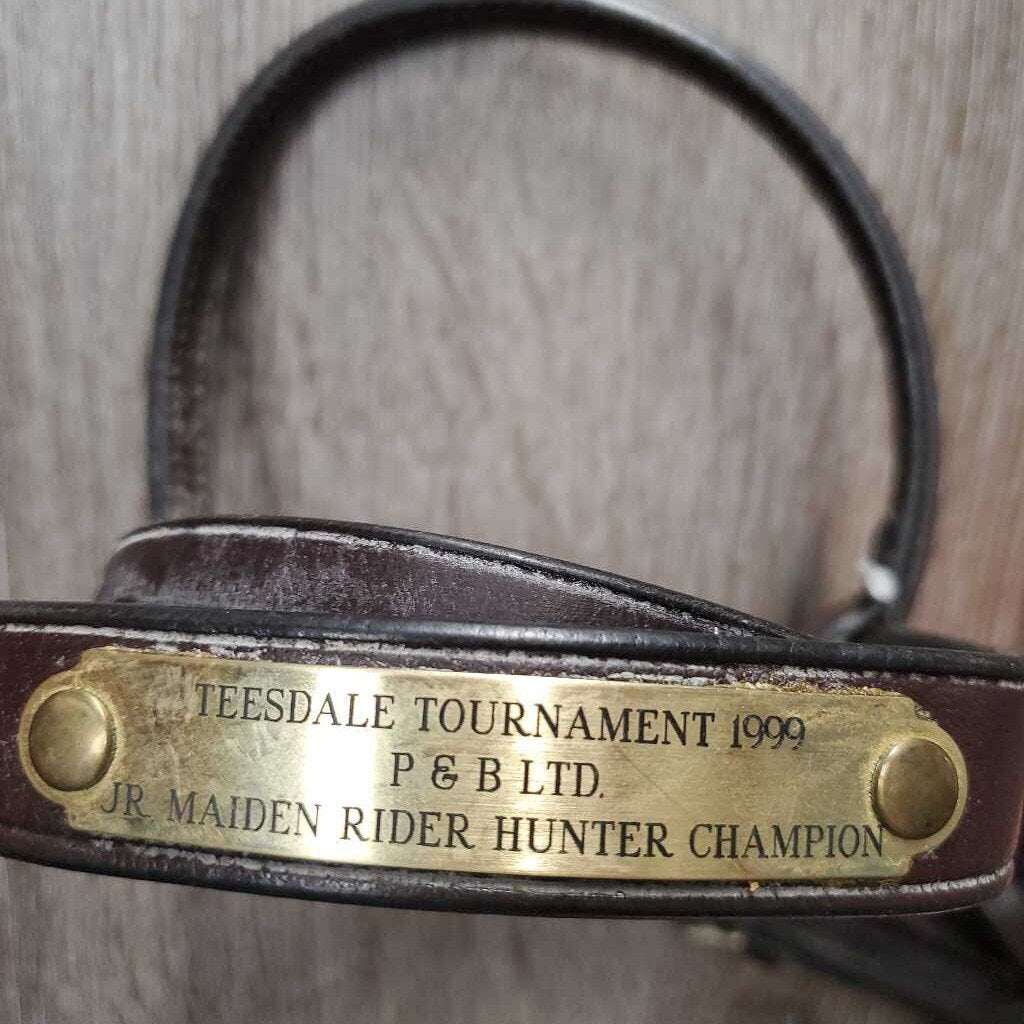 TEESDALE TOURNAMENT 1999
P & B LTD.
JR. MAIDEN RIDER HUNTER CHAMPION